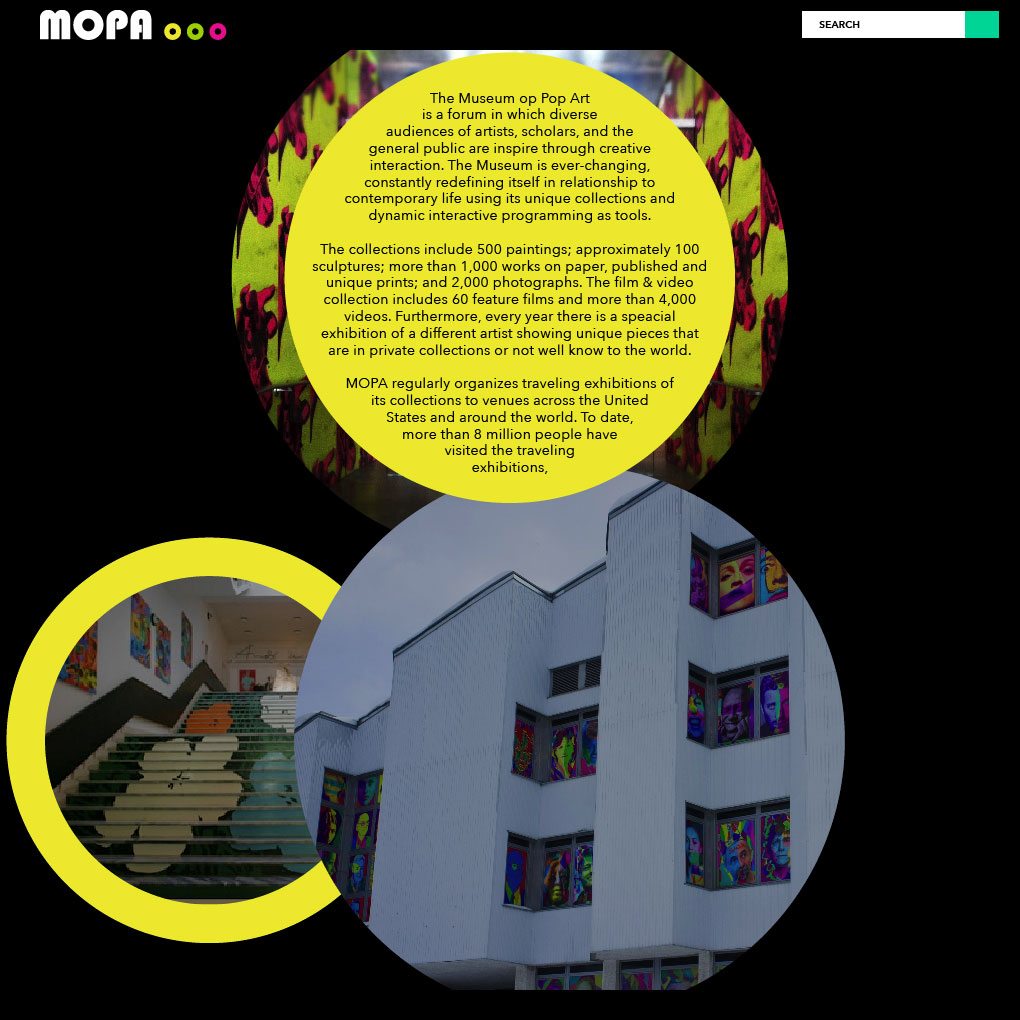 MOPA
SEARCH
The Museum op Pop Art
is a forum in which diverse
audiences of artists, scholars, and the
general public are inspire through creative
interaction. The Museum is ever-changing,
constantly redefining itself in relationship to
contemporary life using its unique collections and
dynamic interactive programming as tools.
The collections include 500 paintings; approximately 100
sculptures; more than 1,000 works on paper, published and
unique prints; and 2,000 photographs. The film & video
collection includes 60 feature films and more than 4,000
videos. Furthermore, every year there is a speacial
exhibition of a different artist showing unique pieces that
are in private collections or not well know to the world.
MOPA regularly organizes traveling exhibitions of
its collections to venues across the United
States and around the world. To date,
more than 8 million people have
visited the traveling
exhibitions,